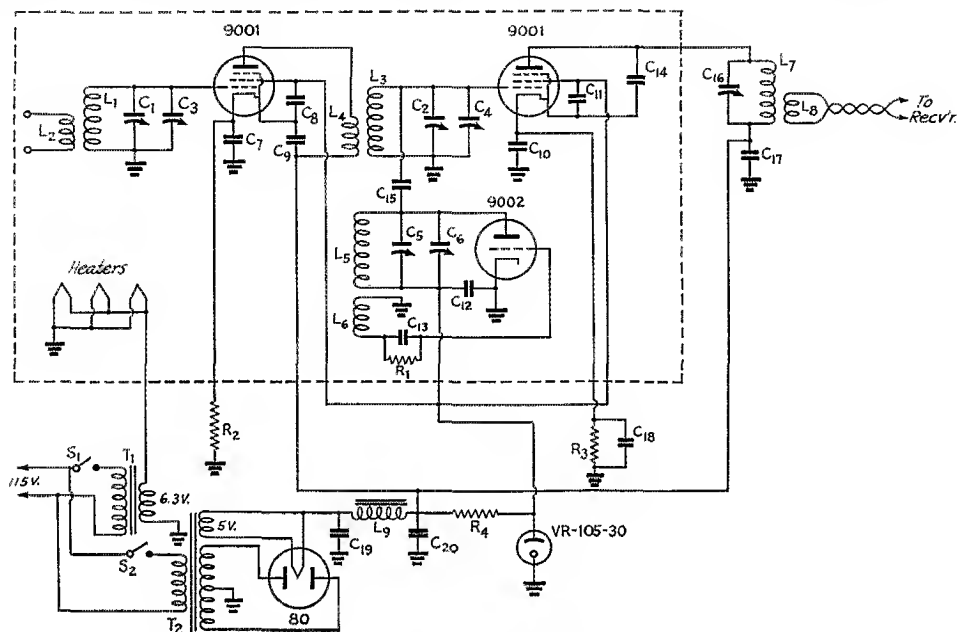 9001
9001
L1
C1
C3
L2
C7
C8
C9
L4
L3
C2
C4
C11
C10
C14
C16
L7
L8
To
Recv'r.
C17
C15
9002
L5
C5
C6
C12
Heaters
L6
C13
R1
R2
R3
C18
S1
T1
115V.
6.3V.
5V.
S2
C19
L9
C20
R4
VR-105-30
80
T2